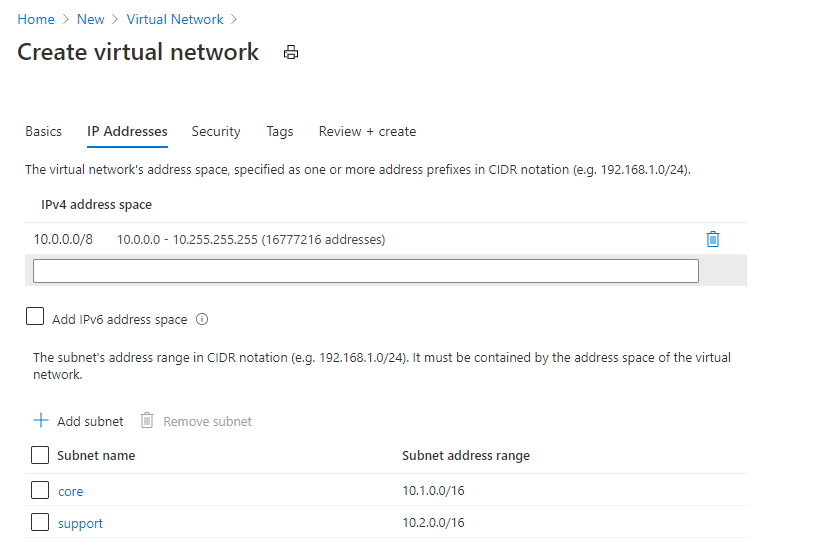 Home > New > Virtual Network >
Create virtual network
Basics IP Addresses Security Tags Review + create
The virtual network's address space, specified as one or more address prefixes in CIDR notation (e.g. 192.168.1.0/24).
IPv4 address space
10.0.0.0/8 10.0.0.0 - 10.255.255.255 (16777216 addresses)
Add IPv6 address space
The subnet's address range in CIDR notation (e.g. 192.168.1.0/24). It must be contained by the address space of the virtual
network.
+ Add subnet Remove subnet
Subnet name Subnet address range
core 10.1.0.0/16
support 10.2.0.0/16